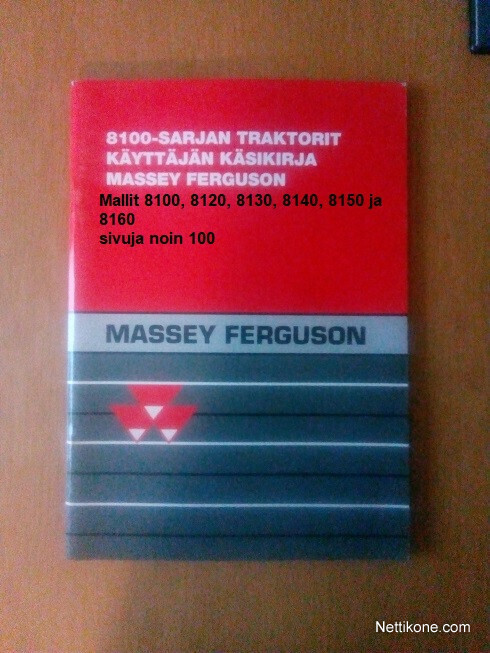 8100-SARJAN TRAKTORIT
KÄYTTÄJÄN KÄSIKIRJA
MASSEY FERGUSON
Mallit 8100, 8120, 8130, 8140, 8150 ja
8160
sivuja noin 100
MASSEY FERGUSON
Nettikone.com